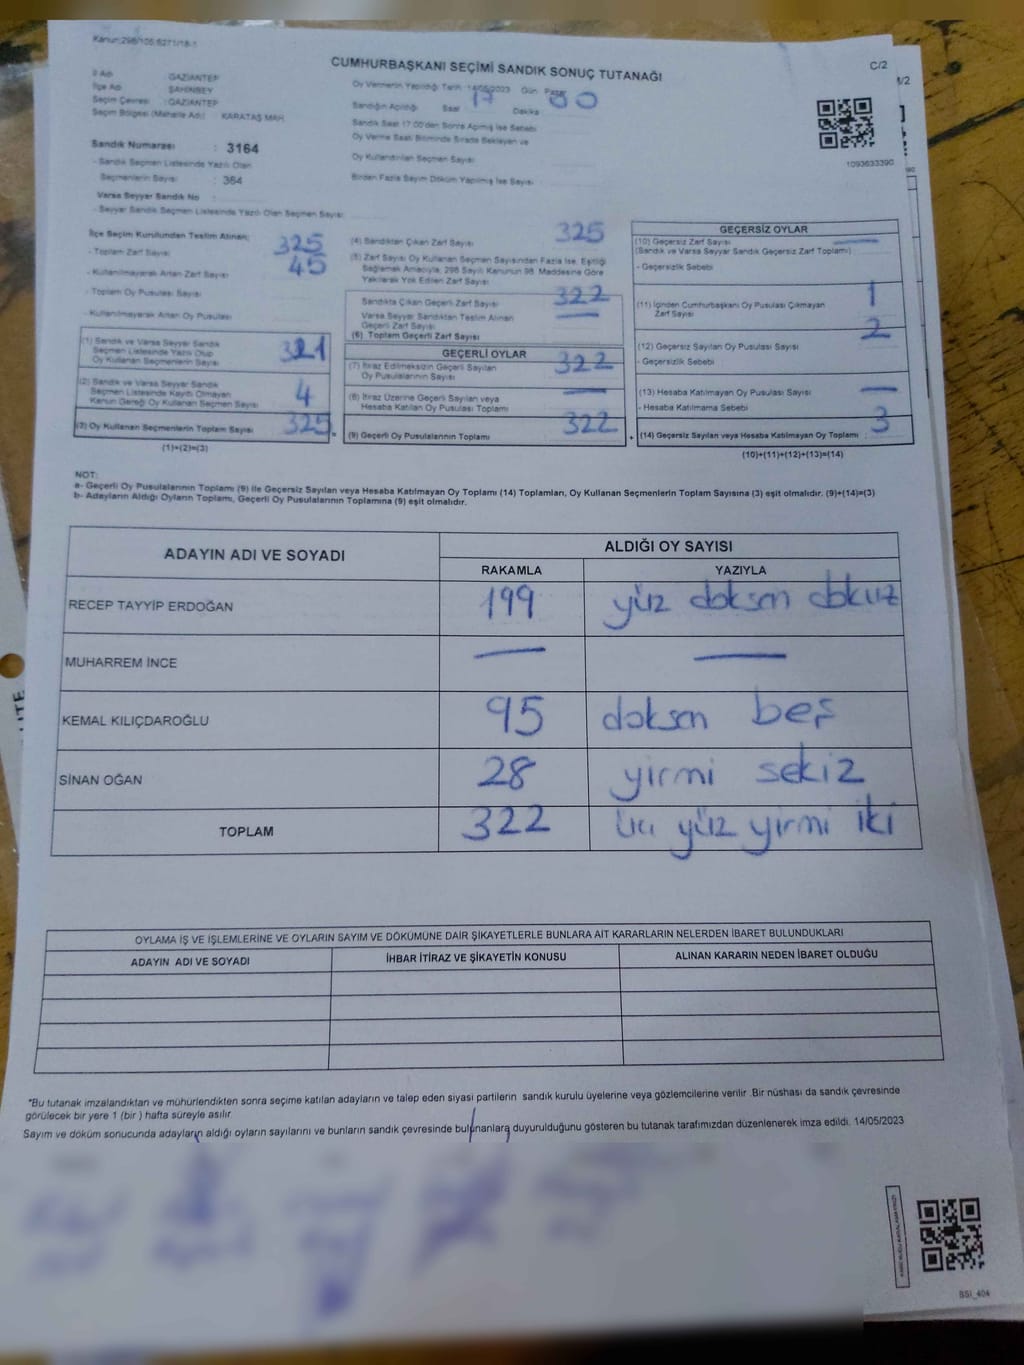 Kanun:298/105;6271/18-1
CUMHURBAŞKANI SEÇİMİ SANDIK SONUÇ TUTANAĞI
C/2
İl Adı : GAZİANTEP
İlçe Adı : ŞAHİNBEY
Seçim Çevresi : GAZİANTEP
Seçim Bölgesi (Mahalle Adı) : KARATAŞ MAH
Sandık Numarası : 3164
- Sandık Seçmen Listesinde Yazılı Olan
Seçmenlerin Sayısı : 364
Varsa Seyyar Sandık No
- Seyyar Sandık Seçmen Listesinde Yazılı Olan Seçmen Sayısı:
Oy Vermenin Yapıldığı Tarih :14/05/2023 Gün : Pazar
Sandığın Açıldığı Saat 17 Dakika 00
Sandık Saat 17:00'den Sonra Açılmış İse Sebebi
Oy Verme Saati Bitiminde Sırada Bekleyen ve
Oy Kullandırılan Seçmen Sayısı
Birden Fazla Sayım Döküm Yapılmış İse Sayısı
1093633390
/2
İlçe Seçim Kurulundan Teslim Alınan:
- Toplam Zarf Sayısı 325
- Kullanılmayarak Artan Zarf Sayısı 45
- Toplam Oy Pusulası Sayısı
- Kullanılmayarak Artan Oy Pusulası
(1) Sandık ve Varsa Seyyar Sandık
Seçmen Listesinde Yazılı Olup
Oy Kullanan Seçmenlerin Sayısı 321
(2) Sandık ve Varsa Seyyar Sandık
Seçmen Listesinde Kayıtlı Olmayan
Kanun Gereği Oy Kullanan Seçmen Sayısı 4
(3) Oy Kullanan Seçmenlerin Toplam Sayısı 325
(1)+(2)=(3)
(4) Sandıktan Çıkan Zarf Sayısı 325
(5) Zarf Sayısı Oy Kullanan Seçmen Sayısından Fazla İse, Eşitliği
Sağlamak Amacıyla, 298 Sayılı Kanunun 98. Maddesine Göre
Yakılarak Yok Edilen Zarf Sayısı
Sandıkta Çıkan Geçerli Zarf Sayısı 322
Varsa Seyyar Sandıktan Teslim Alınan
Geçerli Zarf Sayısı
(6) Toplam Geçerli Zarf Sayısı
GEÇERLİ OYLAR
(7) İtiraz Edilmeksizin Geçerli Sayılan
Oy Pusulalarının Sayısı 322
(8) İtiraz Üzerine Geçerli Sayılan veya
Hesaba Katılan Oy Pusulası Toplamı
(9) Geçerli Oy Pusulalarının Toplamı 322
GEÇERSİZ OYLAR
(10) Geçersiz Zarf Sayısı
(Sandık ve Varsa Seyyar Sandık Geçersiz Zarf Toplamı)
- Geçersizlik Sebebi
(11) İçinden Cumhurbaşkanı Oy Pusulası Çıkmayan
Zarf Sayısı 1
(12) Geçersiz Sayılan Oy Pusulası Sayısı 2
- Geçersizlik Sebebi
(13) Hesaba Katılmayan Oy Pusulası Sayısı
- Hesaba Katılmama Sebebi
(14) Geçersiz Sayılan veya Hesaba Katılmayan Oy Toplamı 3
(10)+(11)+(12)+(13)=(14)
NOT:
a- Geçerli Oy Pusulalarının Toplamı (9) ile Geçersiz Sayılan veya Hesaba Katılmayan Oy Toplamı (14) Toplamları, Oy Kullanan Seçmenlerin Toplam Sayısına (3) eşit olmalıdır. (9)+(14)=(3)
b- Adayların Aldığı Oyların Toplamı, Geçerli Oy Pusulalarının Toplamına (9) eşit olmalıdır.
ADAYIN ADI VE SOYADI
ALDIĞI OY SAYISI
RAKAMLA YAZIYLA
RECEP TAYYİP ERDOĞAN 199 yüz doksan dokuz
MUHARREM İNCE
KEMAL KILIÇDAROĞLU 95 doksan beş
SİNAN OĞAN 28 yirmi sekiz
TOPLAM 322 üç yüz yirmi iki
OYLAMA İŞ VE İŞLEMLERİNE VE OYLARIN SAYIM VE DÖKÜMÜNE DAİR ŞİKAYETLERLE BUNLARA AİT KARARLARIN NELERDEN İBARET BULUNDUKLARI
ADAYIN ADI VE SOYADI İHBAR İTİRAZ VE ŞİKAYETİN KONUSU ALINAN KARARIN NEDEN İBARET OLDUĞU
*Bu tutanak imzalandıktan ve mühürlendikten sonra seçime katılan adayların ve talep eden siyasi partilerin sandık kurulu üyelerine veya gözlemcilerine verilir .Bir nüshası da sandık çevresinde
görülecek bir yere 1 (bir ) hafta süreyle asılır.
Sayım ve döküm sonucunda adayların aldığı oyların sayılarını ve bunların sandık çevresinde bulunanlara duyurulduğunu gösteren bu tutanak tarafımızdan düzenlenerek imza edildi. 14/05/2023
BSI_404